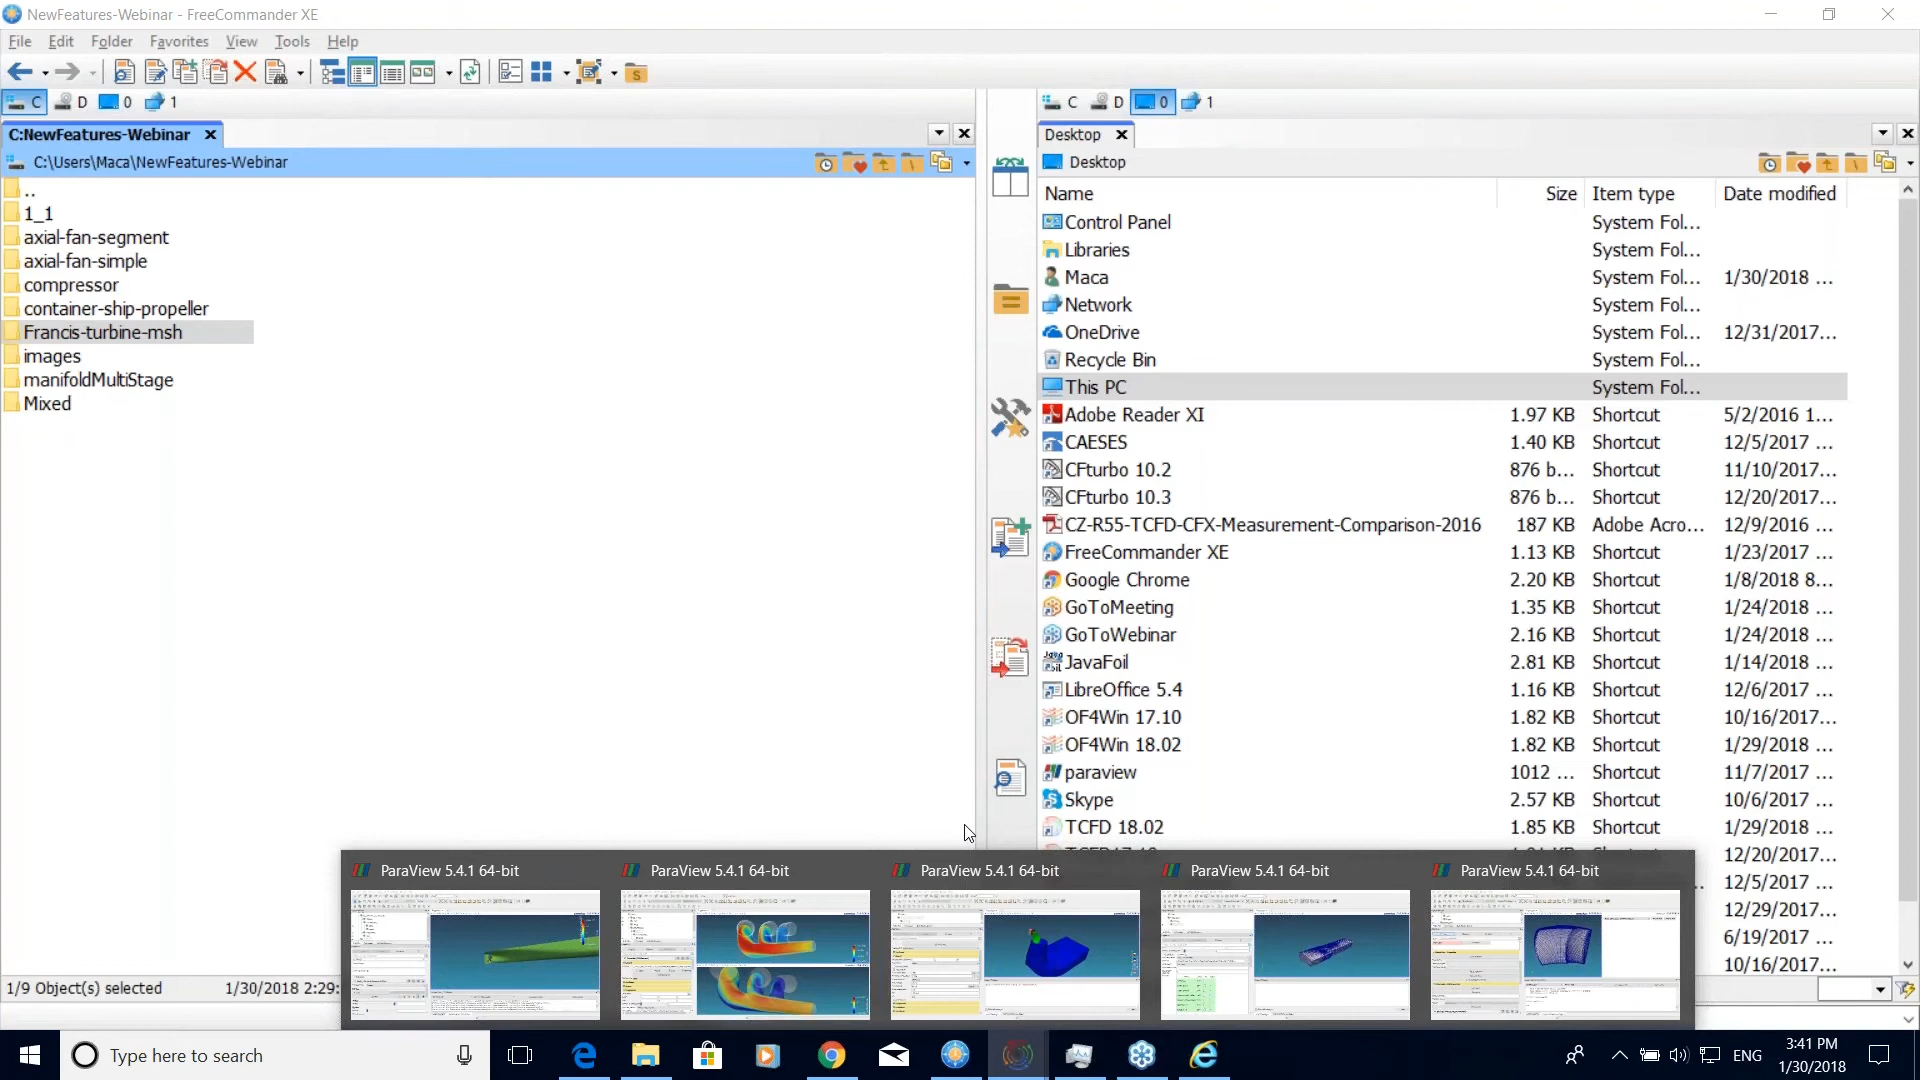 NewFeatures-Webinar - FreeCommander XE
File Edit Folder Favorites View Tools Help
C D 0 1
C D 0 1
C:NewFeatures-Webinar
Desktop
C:\Users\Maca\NewFeatures-Webinar
Desktop
..
1_1
axial-fan-segment
axial-fan-simple
compressor
container-ship-propeller
Francis-turbine-msh
images
manifoldMultiStage
Mixed
Name Size Item type Date modified
Control Panel System Fol...
Libraries System Fol...
Maca System Fol... 1/30/2018 ...
Network System Fol...
OneDrive System Fol... 12/31/2017...
Recycle Bin System Fol...
This PC System Fol...
Adobe Reader XI 1.97 KB Shortcut 5/2/2016 1...
CAESES 1.40 KB Shortcut 12/5/2017 ...
CFturbo 10.2 876 b... Shortcut 11/10/2017...
CFturbo 10.3 876 b... Shortcut 12/20/2017...
CZ-R55-TCFD-CFX-Measurement-Comparison-2016 187 KB Adobe Acro... 12/9/2016 ...
FreeCommander XE 1.13 KB Shortcut 1/23/2017 ...
Google Chrome 2.20 KB Shortcut 1/8/2018 8...
GoToMeeting 1.35 KB Shortcut 1/24/2018 ...
GoToWebinar 2.16 KB Shortcut 1/24/2018 ...
JavaFoil 2.81 KB Shortcut 1/14/2018 ...
LibreOffice 5.4 1.16 KB Shortcut 12/6/2017 ...
OF4Win 17.10 1.82 KB Shortcut 10/16/2017...
OF4Win 18.02 1.82 KB Shortcut 1/29/2018 ...
paraview 1012 ... Shortcut 11/7/2017 ...
Skype 2.57 KB Shortcut 10/6/2017 ...
TCFD 18.02 1.85 KB Shortcut 1/29/2018 ...
12/20/2017...
12/5/2017 ...
12/29/2017...
6/19/2017 ...
10/16/2017...
ParaView 5.4.1 64-bit
ParaView 5.4.1 64-bit
ParaView 5.4.1 64-bit
ParaView 5.4.1 64-bit
ParaView 5.4.1 64-bit
1/9 Object(s) selected 1/30/2018 2:29:
Type here to search
ENG
3:41 PM
1/30/2018